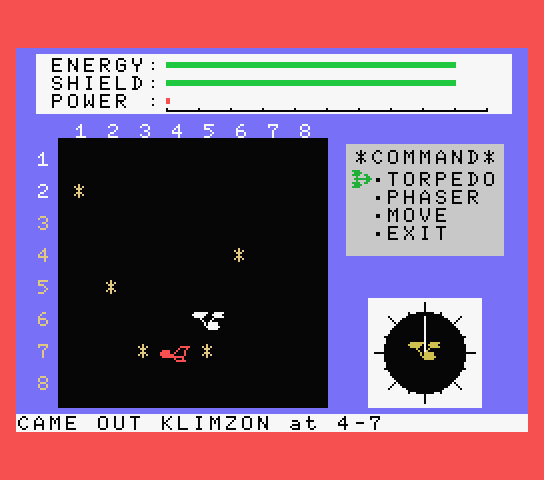 ENERGY:
SHIELD:
POWER :
1 2 3 4 5 6 7 8
1
2
3
4
5
6
7
8
*COMMAND*
·TORPEDO
·PHASER
·MOVE
·EXIT
CAME OUT KLIMZON at 4-7